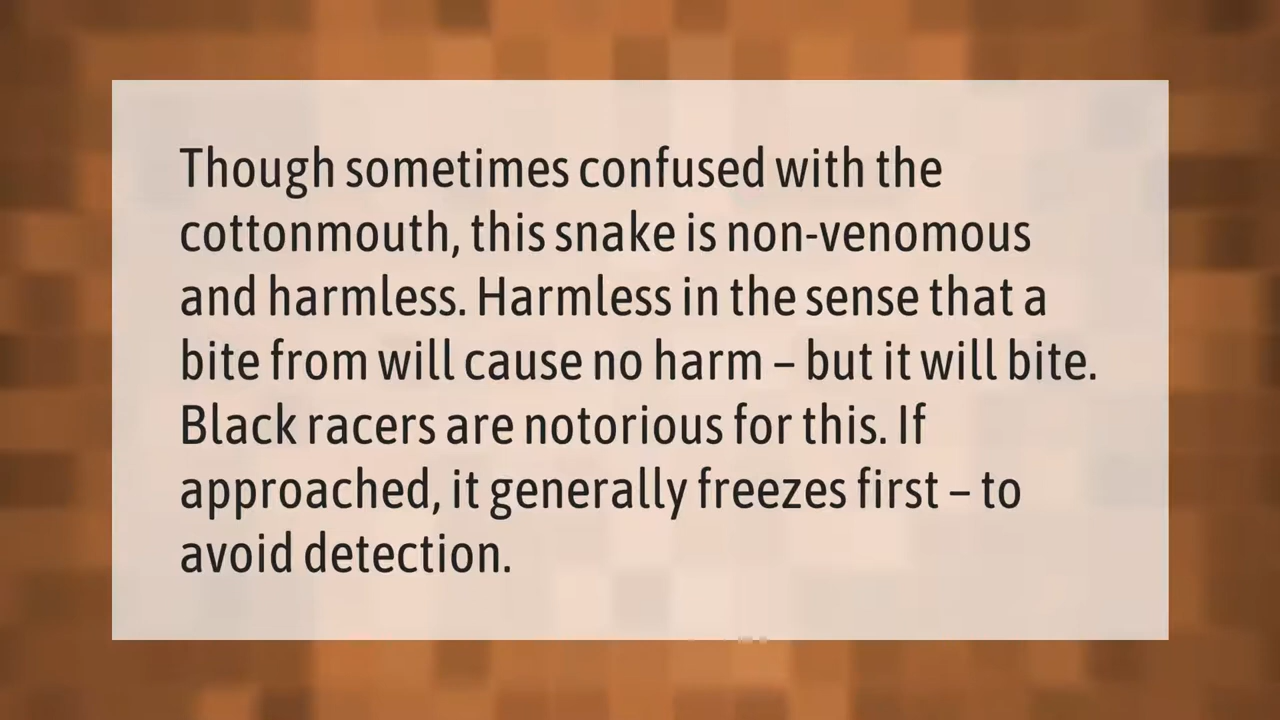 Though sometimes confused with the
cottonmouth, this snake is non-venomous
and harmless. Harmless in the sense that a
bite from will cause no harm – but it will bite.
Black racers are notorious for this. If
approached, it generally freezes first – to
avoid detection.